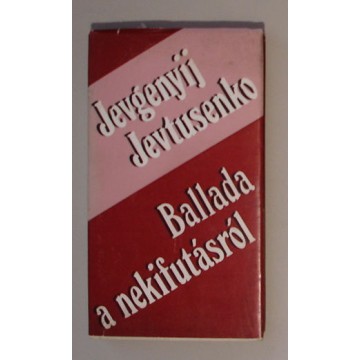 Jevgenyij
Jevtusenko
Ballada
a nekifutásról